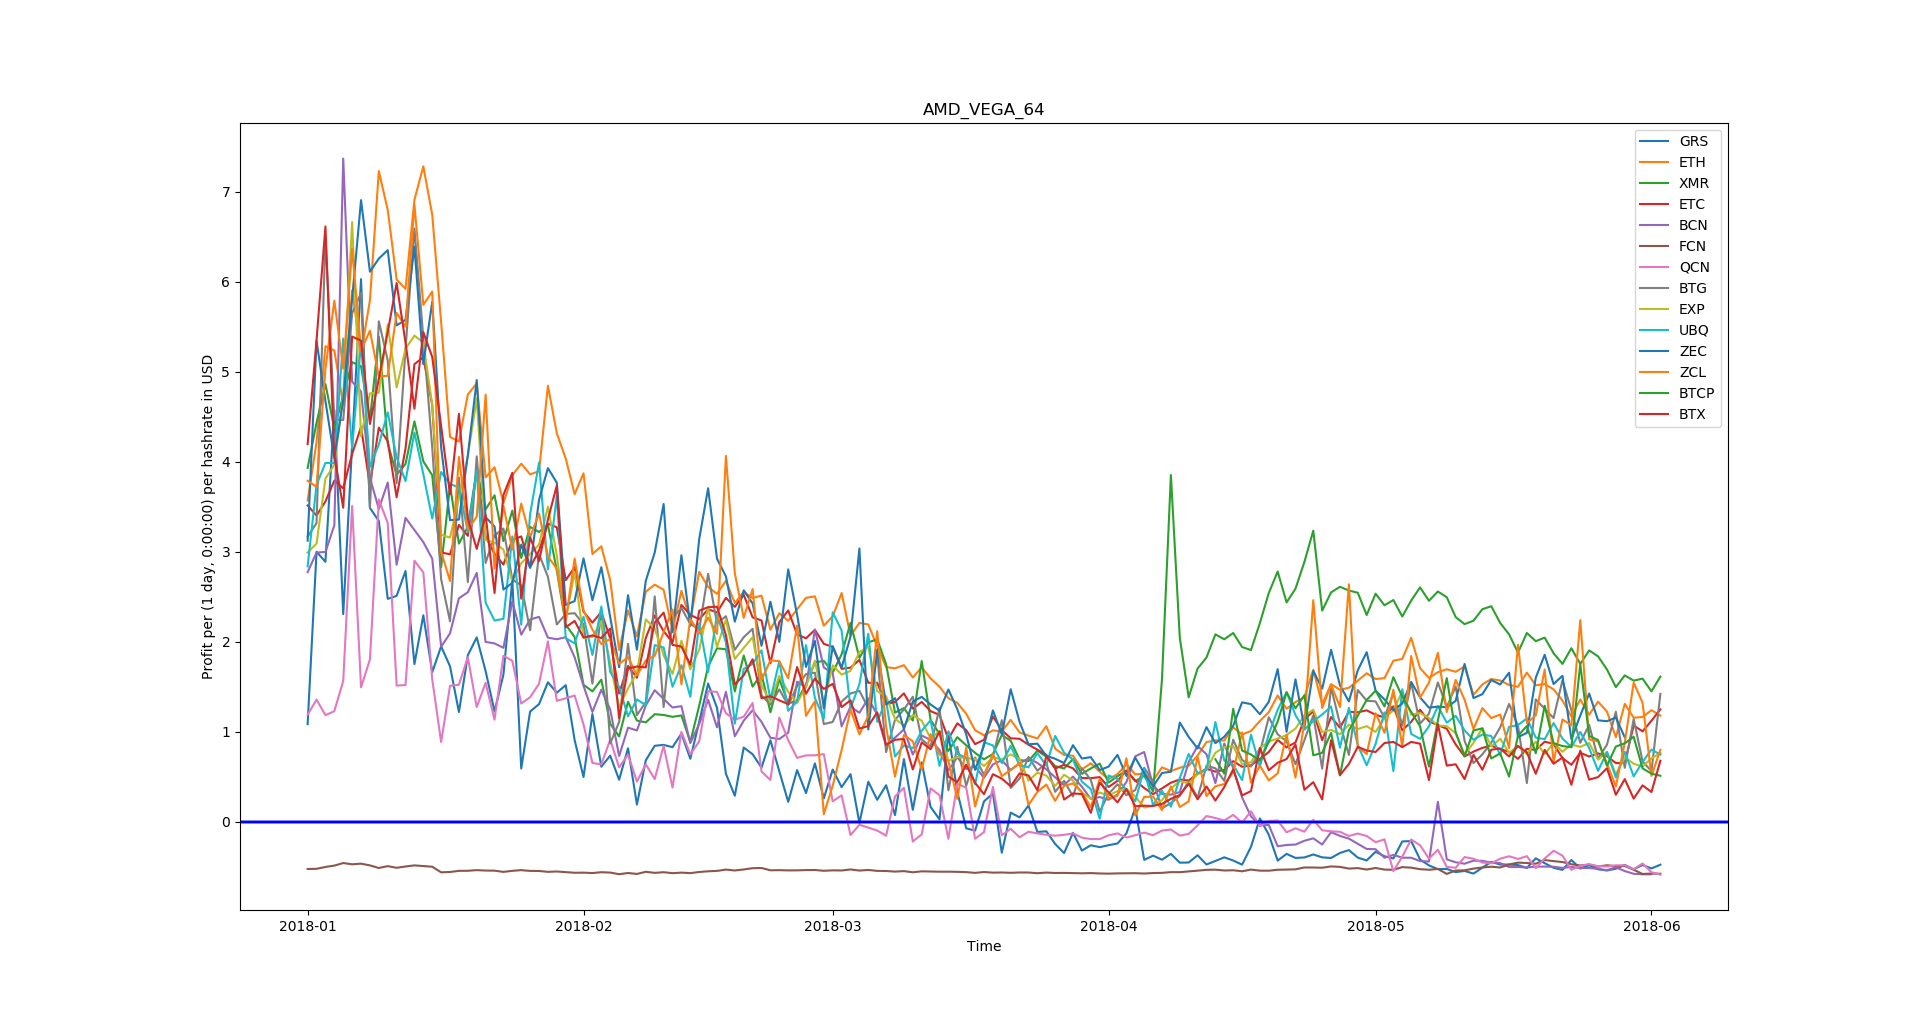 AMD_VEGA_64
Profit per (1 day, 0:00:00) per hashrate in USD
7
6
5
4
3
2
1
0
GRS
ETH
XMR
ETC
BCN
FCN
QCN
BTG
EXP
UBQ
ZEC
ZCL
BTCP
BTX
2018-01 2018-02 2018-03 2018-04 2018-05 2018-06
Time